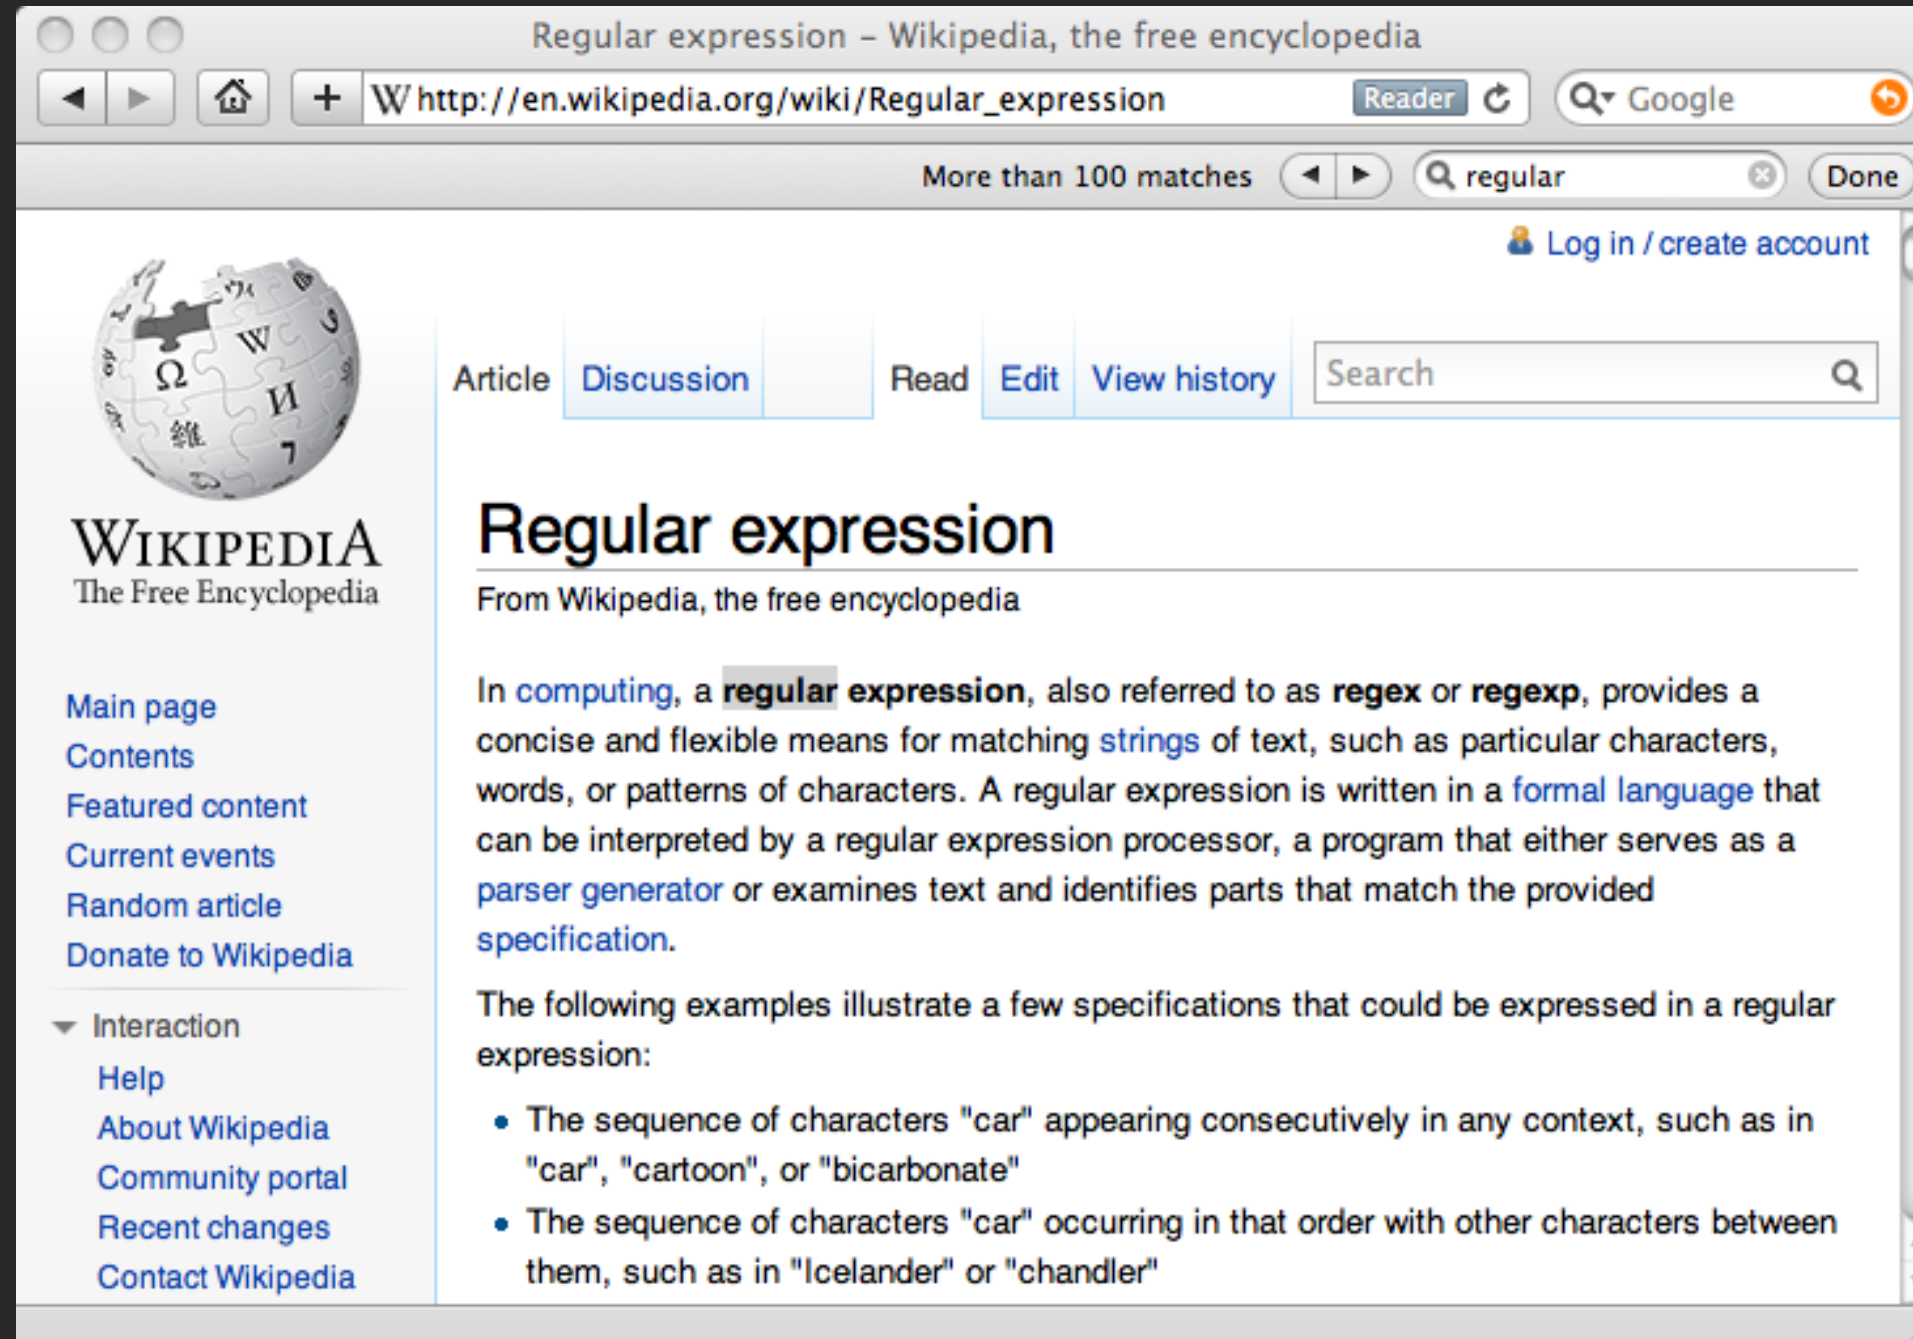 Regular expression – Wikipedia, the free encyclopedia
W http://en.wikipedia.org/wiki/Regular_expression Reader Google
More than 100 matches regular Done
Log in / create account
Article Discussion Read Edit View history Search
WIKIPEDIA
The Free Encyclopedia
Main page
Contents
Featured content
Current events
Random article
Donate to Wikipedia
Interaction
Help
About Wikipedia
Community portal
Recent changes
Contact Wikipedia
Regular expression
From Wikipedia, the free encyclopedia
In computing, a regular expression, also referred to as regex or regexp, provides a
concise and flexible means for matching strings of text, such as particular characters,
words, or patterns of characters. A regular expression is written in a formal language that
can be interpreted by a regular expression processor, a program that either serves as a
parser generator or examines text and identifies parts that match the provided
specification.
The following examples illustrate a few specifications that could be expressed in a regular
expression:
• The sequence of characters "car" appearing consecutively in any context, such as in
"car", "cartoon", or "bicarbonate"
• The sequence of characters "car" occurring in that order with other characters between
them, such as in "Icelander" or "chandler"